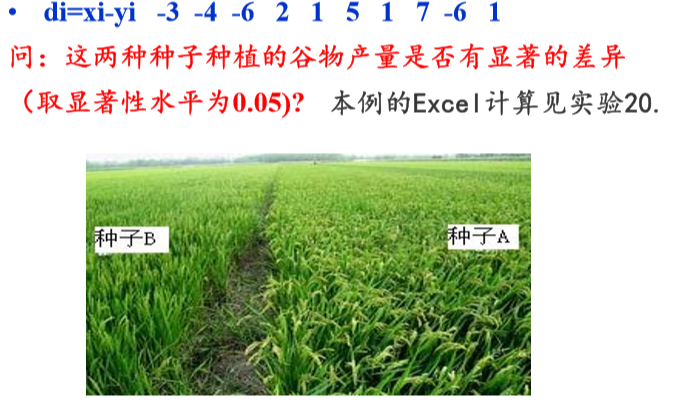 • di=xi-yi -3 -4 -6 2 1 5 1 7 -6 1
问：这两种种子种植的谷物产量是否有显著的差异
（取显著性水平为0.05)? 本例的Excel计算见实验20.
种子B
种子A